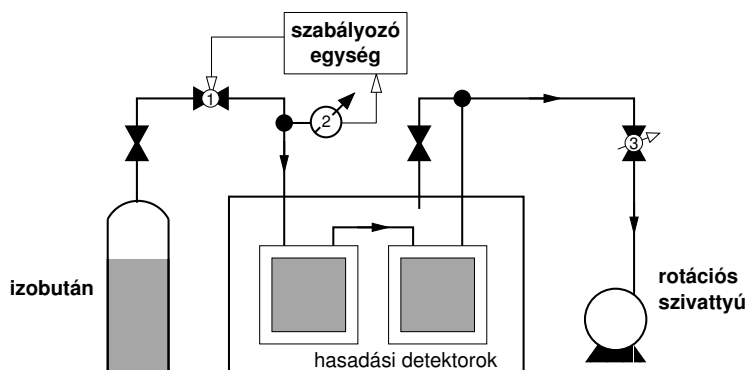 szabályozó
egység
1
2
3
izobután
rotációs
szivattyú
hasadási detektorok